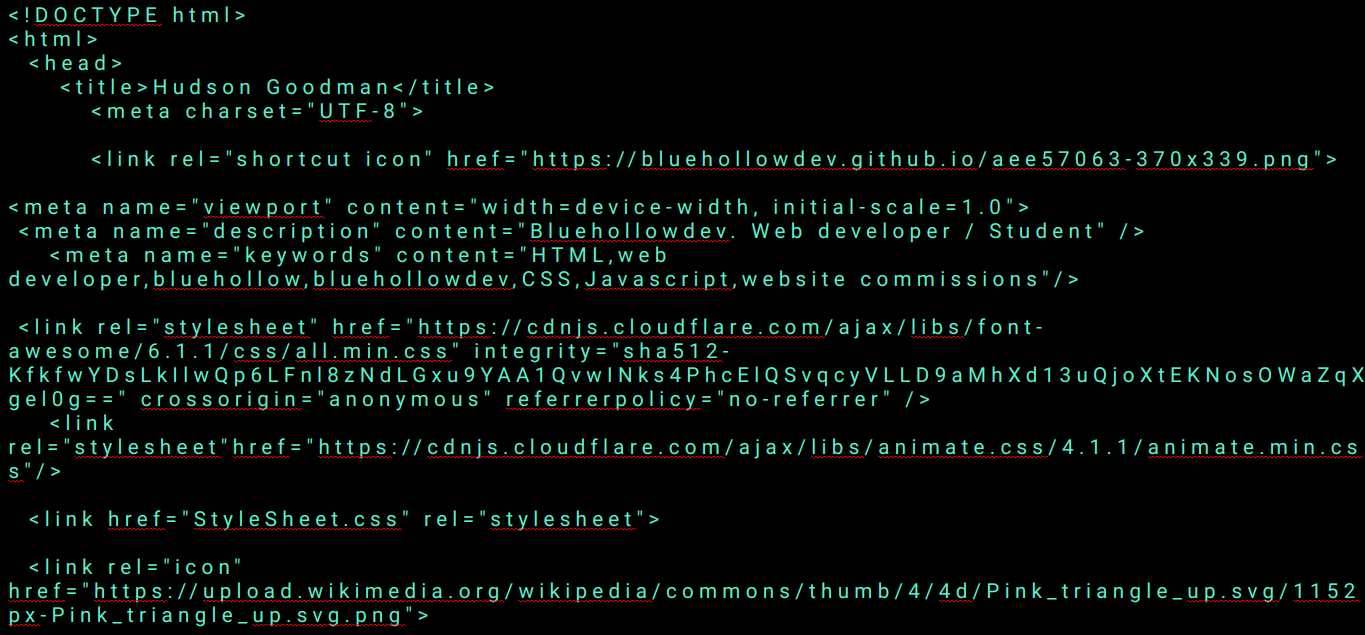 <!DOCTYPE html>
<html>
<head>
<title>Hudson Goodman</title>
<meta charset="UTF-8">
<link rel="shortcut icon" href="https://bluehollowdev.github.io/aee57063-370x339.png">
<meta name="viewport" content="width=device-width, initial-scale=1.0">
<meta name="description" content="Bluehollowdev. Web developer / Student" />
<meta name="keywords" content="HTML,web
developer,bluehollow,bluehollowdev,CSS,Javascript,website commissions"/>
<link rel="stylesheet" href="https://cdnjs.cloudflare.com/ajax/libs/font-
awesome/6.1.1/css/all.min.css" integrity="sha512-
KfkfwYDsLkIlwQp6LFnl8zNdLGxu9YAA1QvwINks4PhcElQSvqcyVLLD9aMhXd13uQjoXtEKNosOWaZqX
gel0g==" crossorigin="anonymous" referrerpolicy="no-referrer" />
<link
rel="stylesheet"href="https://cdnjs.cloudflare.com/ajax/libs/animate.css/4.1.1/animate.min.cs
s"/>
<link href="StyleSheet.css" rel="stylesheet">
<link rel="icon"
href="https://upload.wikimedia.org/wikipedia/commons/thumb/4/4d/Pink_triangle_up.svg/1152
px-Pink_triangle_up.svg.png">